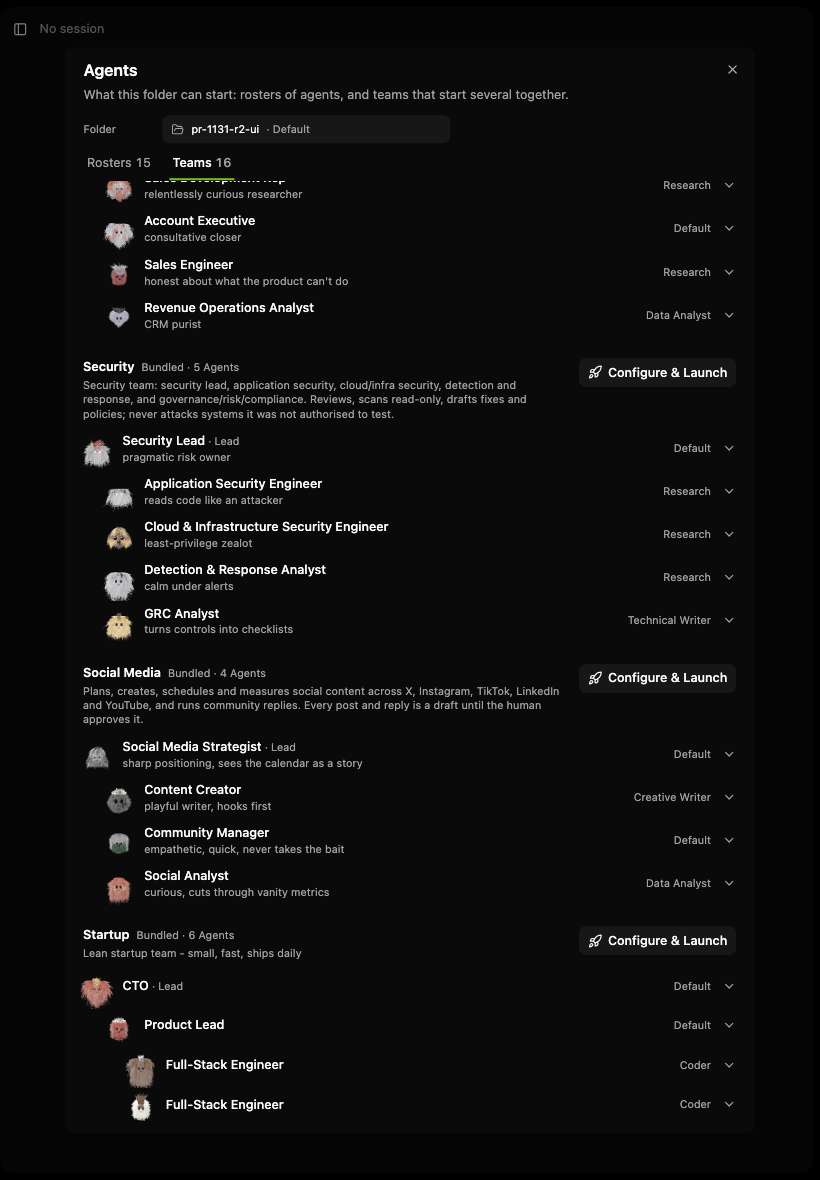 No session
Agents
What this folder can start: rosters of agents, and teams that start several together.
Folder
pr-1131-r2-ui · Default
Rosters 15
Teams 16
relentlessly curious researcher
Research
Account Executive
consultative closer
Default
Sales Engineer
honest about what the product can't do
Research
Revenue Operations Analyst
CRM purist
Data Analyst
Security Bundled · 5 Agents
Configure & Launch
Security team: security lead, application security, cloud/infra security, detection and
response, and governance/risk/compliance. Reviews, scans read-only, drafts fixes and
policies; never attacks systems it was not authorised to test.
Security Lead · Lead
pragmatic risk owner
Default
Application Security Engineer
reads code like an attacker
Research
Cloud & Infrastructure Security Engineer
least-privilege zealot
Research
Detection & Response Analyst
calm under alerts
Research
GRC Analyst
turns controls into checklists
Technical Writer
Social Media Bundled · 4 Agents
Configure & Launch
Plans, creates, schedules and measures social content across X, Instagram, TikTok, LinkedIn
and YouTube, and runs community replies. Every post and reply is a draft until the human
approves it.
Social Media Strategist · Lead
sharp positioning, sees the calendar as a story
Default
Content Creator
playful writer, hooks first
Creative Writer
Community Manager
empathetic, quick, never takes the bait
Default
Social Analyst
curious, cuts through vanity metrics
Data Analyst
Startup Bundled · 6 Agents
Configure & Launch
Lean startup team - small, fast, ships daily
CTO · Lead
Default
Product Lead
Default
Full-Stack Engineer
Coder
Full-Stack Engineer
Coder